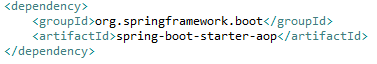 <dependency>
<groupId>org.springframework.boot</groupId>
<artifactId>spring-boot-starter-aop</artifactId>
</dependency>